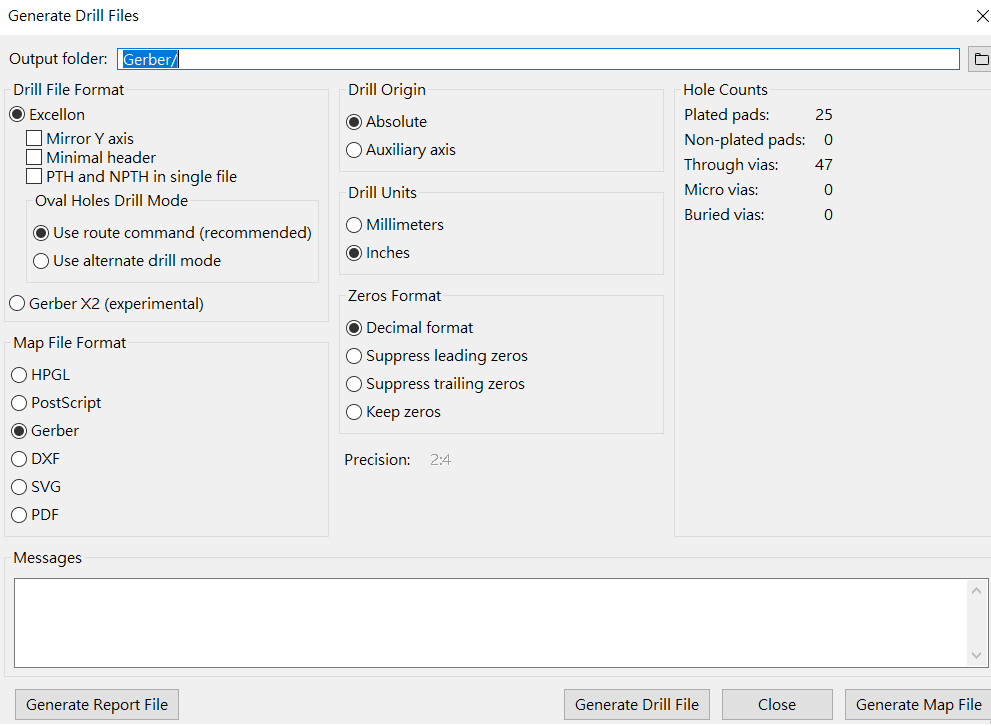 Generate Drill Files
Output folder: Gerber/
Drill File Format
Excellon
Mirror Y axis
Minimal header
PTH and NPTH in single file
Oval Holes Drill Mode
Use route command (recommended)
Use alternate drill mode
Gerber X2 (experimental)
Map File Format
HPGL
PostScript
Gerber
DXF
SVG
PDF
Drill Origin
Absolute
Auxiliary axis
Drill Units
Millimeters
Inches
Zeros Format
Decimal format
Suppress leading zeros
Suppress trailing zeros
Keep zeros
Precision: 2:4
Hole Counts
Plated pads: 25
Non-plated pads: 0
Through vias: 47
Micro vias: 0
Buried vias: 0
Messages
Generate Report File
Generate Drill File
Close
Generate Map File